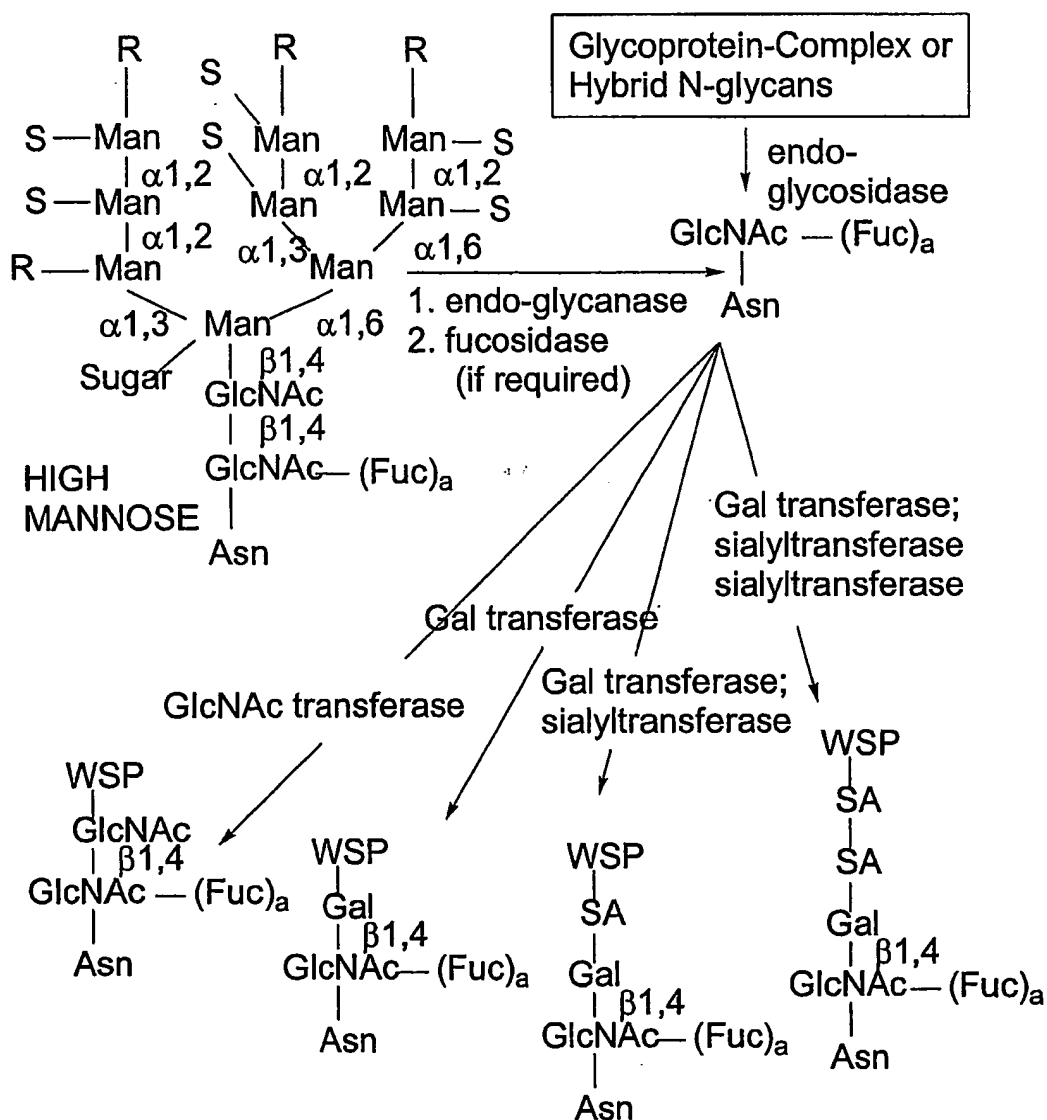 Glycoprotein-Complex or
Hybrid N-glycans
endo-
glycosidase
GlcNAc — (Fuc)a
Asn
R
S
R
R
S—Man
S
Man
Man—S
α1,2
α1,2
α1,2
S—Man
Man
Man—S
α1,2
α1,3
α1,6
R—Man
Man
α1,3
Man
α1,6
Sugar
β1,4
GlcNAc
β1,4
GlcNAc—(Fuc)a
Asn
HIGH
MANNOSE
1. endo-glycanase
2. fucosidase
(if required)
GlcNAc transferase
Gal transferase
Gal transferase;
sialyltransferase
Gal transferase;
sialyltransferase
sialyltransferase
WSP
GlcNAc
β1,4
GlcNAc — (Fuc)a
Asn
WSP
Gal
β1,4
GlcNAc— (Fuc)a
Asn
WSP
SA
Gal
β1,4
GlcNAc— (Fuc)a
Asn
WSP
SA
SA
Gal
β1,4
GlcNAc—(Fuc)a
Asn